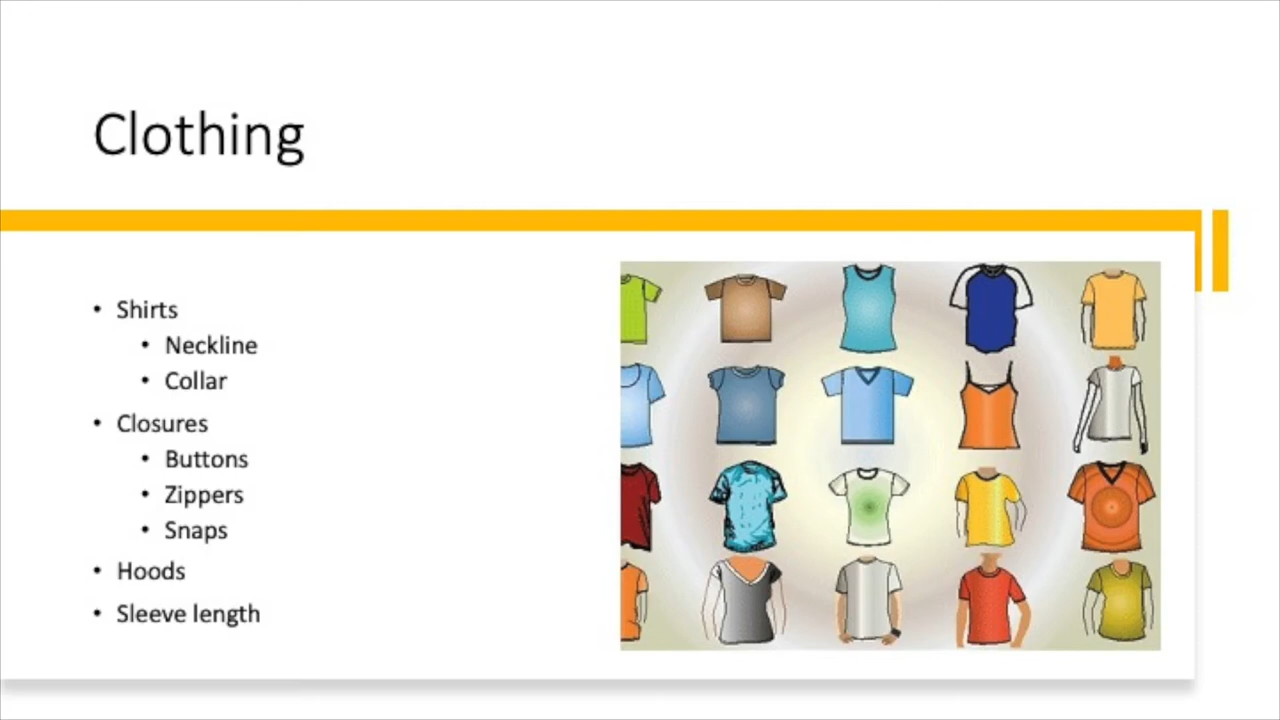 Clothing
• Shirts
• Neckline
• Collar
• Closures
• Buttons
• Zippers
• Snaps
• Hoods
• Sleeve length